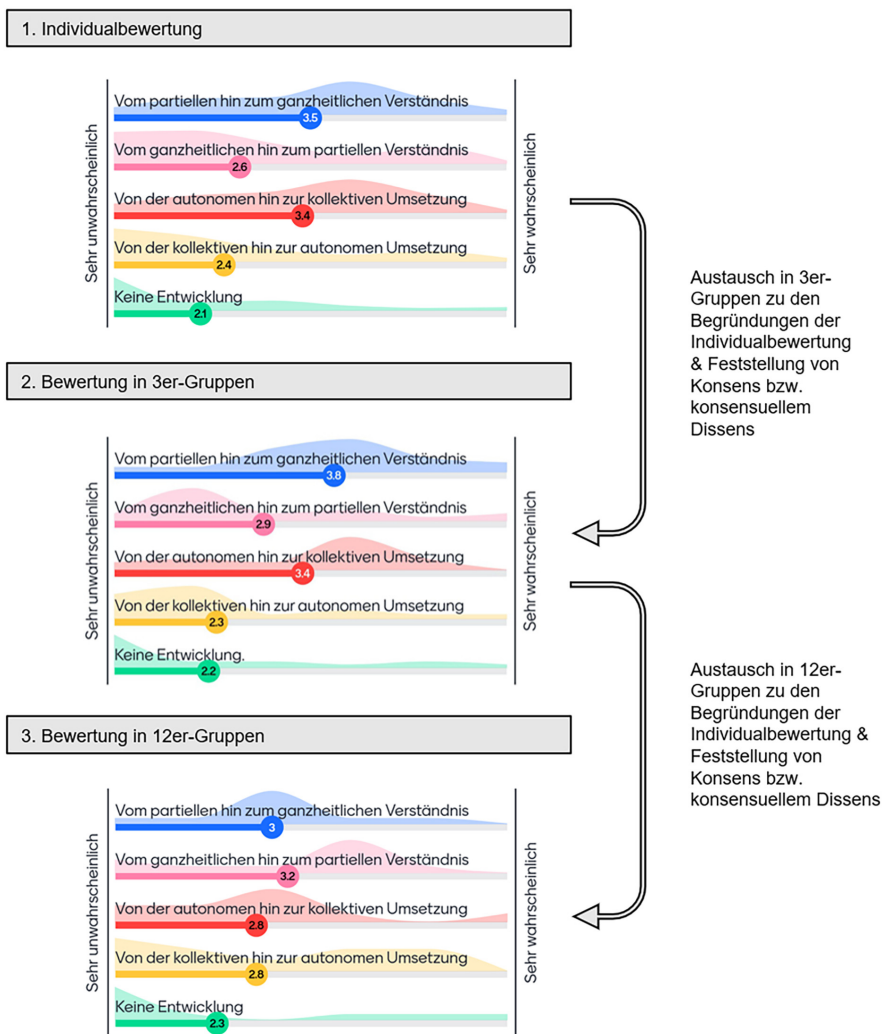 1. Individualbewertung
Sehr unwahrscheinlich
Vom partiellen hin zum ganzheitlichen Verständnis
3.5
Vom ganzheitlichen hin zum partiellen Verständnis
2.6
Von der autonomen hin zur kollektiven Umsetzung
3.4
Von der kollektiven hin zur autonomen Umsetzung
2.4
Keine Entwicklung
2.1
Sehr wahrscheinlich
Austausch in 3er-
Gruppen zu den
Begründungen der
Individualbewertung
& Feststellung von
Konsens bzw.
konsensuellem
Dissens
2. Bewertung in 3er-Gruppen
Sehr unwahrscheinlich
Vom partiellen hin zum ganzheitlichen Verständnis
3.8
Vom ganzheitlichen hin zum partiellen Verständnis
2.9
Von der autonomen hin zur kollektiven Umsetzung
3.4
Von der kollektiven hin zur autonomen Umsetzung
2.3
Keine Entwicklung.
2.2
Sehr wahrscheinlich
Austausch in 12er-
Gruppen zu den
Begründungen der
Individualbewertung &
Feststellung von
Konsens bzw.
konsensuellem Dissens
3. Bewertung in 12er-Gruppen
Sehr unwahrscheinlich
Vom partiellen hin zum ganzheitlichen Verständnis
3
Vom ganzheitlichen hin zum partiellen Verständnis
3.2
Von der autonomen hin zur kollektiven Umsetzung
2.8
Von der kollektiven hin zur autonomen Umsetzung
2.8
Keine Entwicklung
2.3
Sehr wahrscheinlich